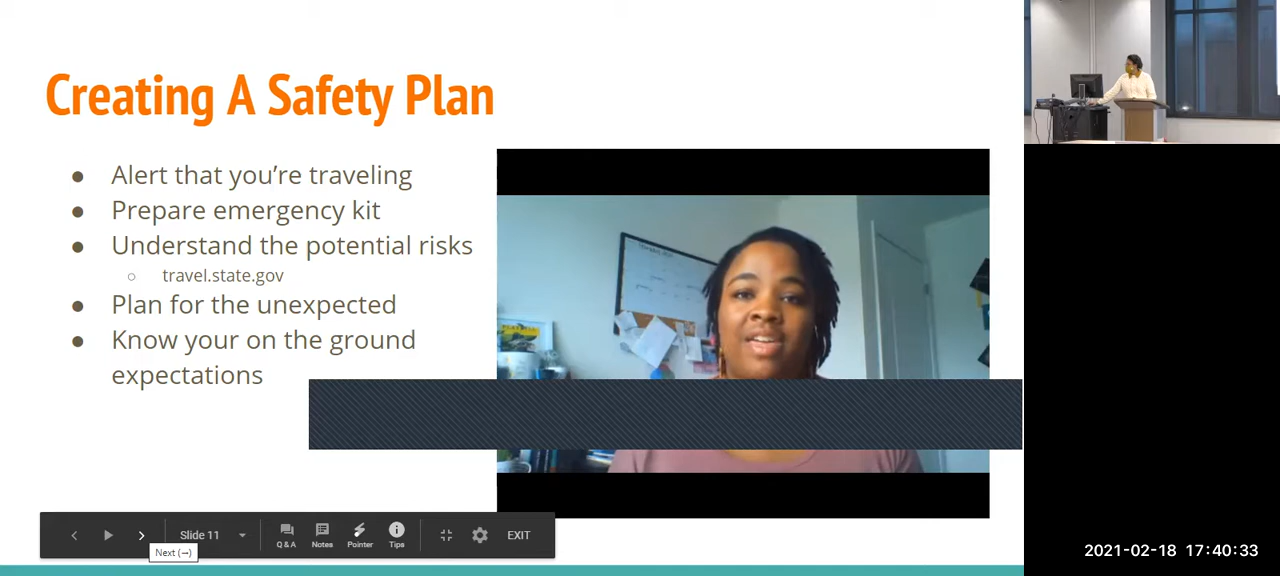 Creating A Safety Plan
● Alert that you’re traveling
● Prepare emergency kit
● Understand the potential risks
○ travel.state.gov
● Plan for the unexpected
● Know your on the ground
expectations
Slide 11
Q & A
Notes
Pointer
Tips
EXIT
Next (→)
2021-02-18 17:40:33